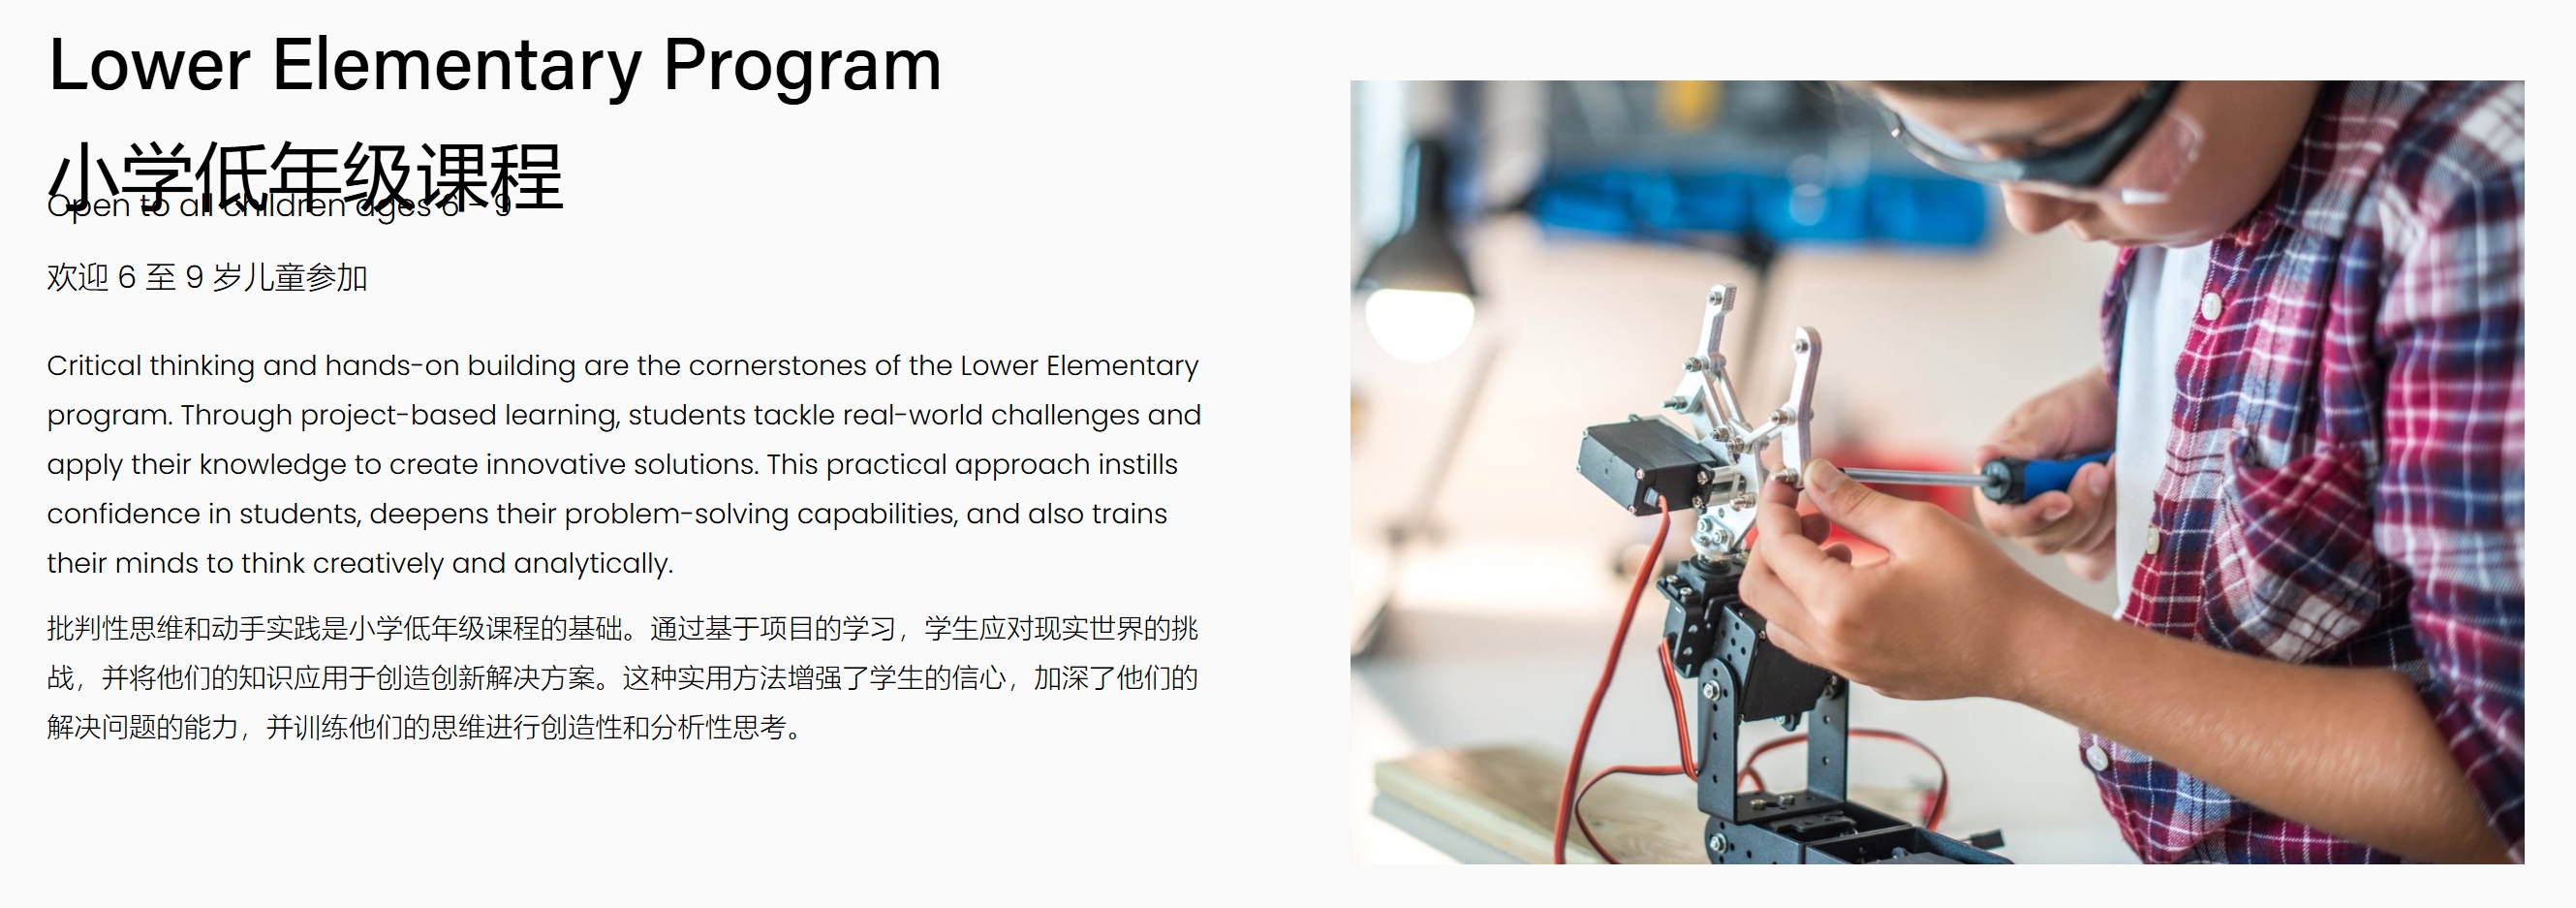 Lower Elementary Program
小学低年级课程
Open to all children ages 6 - 9
欢迎 6 至 9 岁儿童参加
Critical thinking and hands-on building are the cornerstones of the Lower Elementary
program. Through project-based learning, students tackle real-world challenges and
apply their knowledge to create innovative solutions. This practical approach instills
confidence in students, deepens their problem-solving capabilities, and also trains
their minds to think creatively and analytically.
批判性思维和动手实践是小学低年级课程的基础。通过基于项目的学习，学生应对现实世界的挑
战，并将他们的知识应用于创造创新解决方案。这种实用方法增强了学生的信心，加深了他们的
解决问题的能力，并训练他们的思维进行创造性和分析性思考。